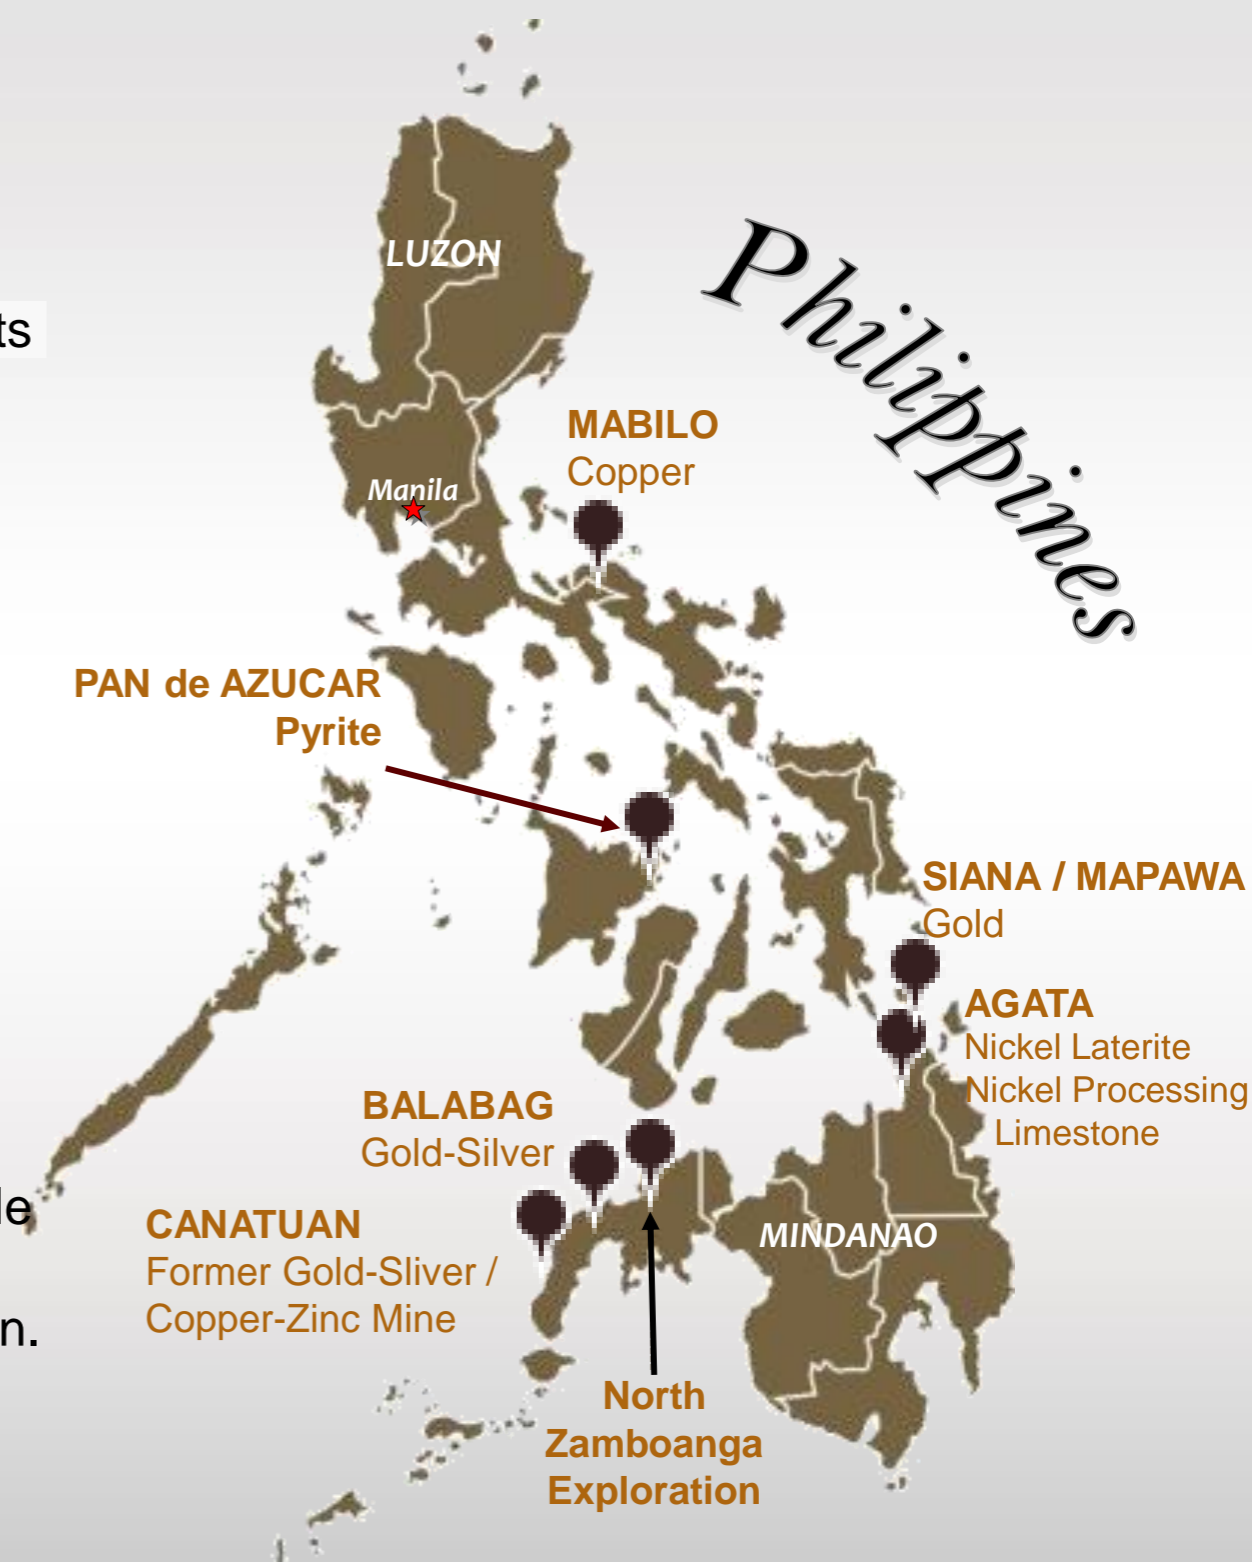 LUZON
Philippines
ts
MABILO
Copper
Manila
PAN de AZUCAR
Pyrite
SIANA / MAPAWA
Gold
AGATA
Nickel Laterite
Nickel Processing
Limestone
BALABAG
Gold-Silver
le
CANATUAN
Former Gold-Sliver /
Copper-Zinc Mine
MINDANAO
n.
North
Zamboanga
Exploration